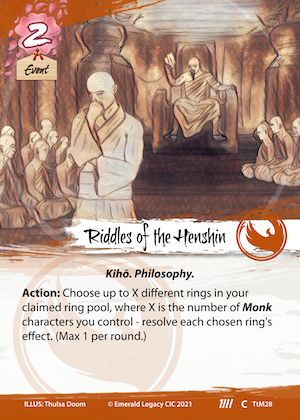 2
Event
Riddles of the Henshin
Kihō. Philosophy.
Action: Choose up to X different rings in your
claimed ring pool, where X is the number of Monk
characters you control - resolve each chosen ring's
effect. (Max 1 per round.)
ILLUS: Thulsa Doom
© Emerald Legacy CIC 2021
C
TtM28